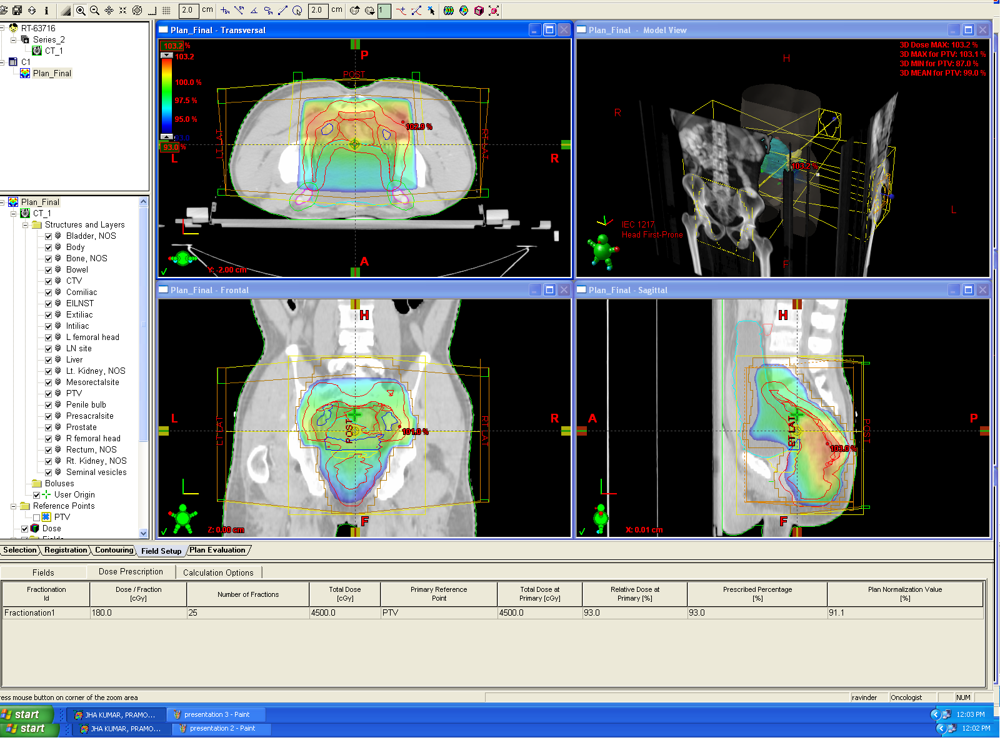 2.0 cm
2.0 cm
1
RT-63716
Series_2
CT_1
C1
Plan_Final
Plan_Final
CT_1
Structures and Layers
Bladder, NOS
Body
Bone, NOS
Bowel
CTV
Comiliac
EILNST
Extiliac
Intiliac
L femoral head
LN site
Liver
Lt. Kidney, NOS
Mesorectalsite
PTV
Penile bulb
Presacralsite
Prostate
R femoral head
Rectum, NOS
Rt. Kidney, NOS
Seminal vesicles
Boluses
User Origin
Reference Points
PTV
Dose
Fields
Plan_Final - Transversal
103.2 %
103.2
100.0 %
97.5 %
95.0 %
93.0
93.0 %
P
POST
LT LAT
RT LAT
102.9 %
L
R
A
Y: -2.00 cm
Plan_Final - Model View
3D Dose MAX: 103.2 %
3D MAX for PTV: 103.1 %
3D MIN for PTV: 87.0 %
3D MEAN for PTV: 99.0 %
H
R
103.2 %
L
IEC 1217
Head First-Prone
F
Plan_Final - Frontal
H
L
R
POST
RT LAT
101.0 %
F
Z: 0.00 cm
Plan_Final - Sagittal
H
A
P
POST
103.0 %
F
X: 0.01 cm
Selection Registration Contouring Field Setup Plan Evaluation
Fields Dose Prescription Calculation Options
Fractionation Id
Dose / Fraction [cGy]
Number of Fractions
Total Dose [cGy]
Primary Reference Point
Total Dose at Primary [cGy]
Relative Dose at Primary [%]
Prescribed Percentage [%]
Plan Normalization Value [%]
Fractionation1 180.0 25 4500.0 PTV 4500.0 93.0 93.0 91.1
ress mouse button on corner of the zoom area
ravinder Oncologist NUM
start JHA KUMAR, PRAMO... presentation 3 - Paint 12:03 PM
start JHA KUMAR, PRAMO... presentation 2 - Paint 12:02 PM